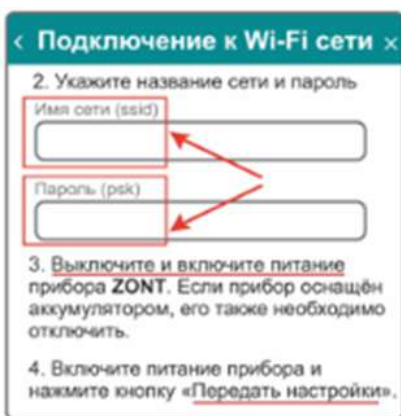 ‹ Подключение к Wi-Fi сети ×
2. Укажите название сети и пароль
Имя сети (ssid)
Пароль (psk)
3. Выключите и включите питание
прибора ZONT. Если прибор оснащён
аккумулятором, его также необходимо
отключить.
4. Включите питание прибора и
нажмите кнопку «Передать настройки».